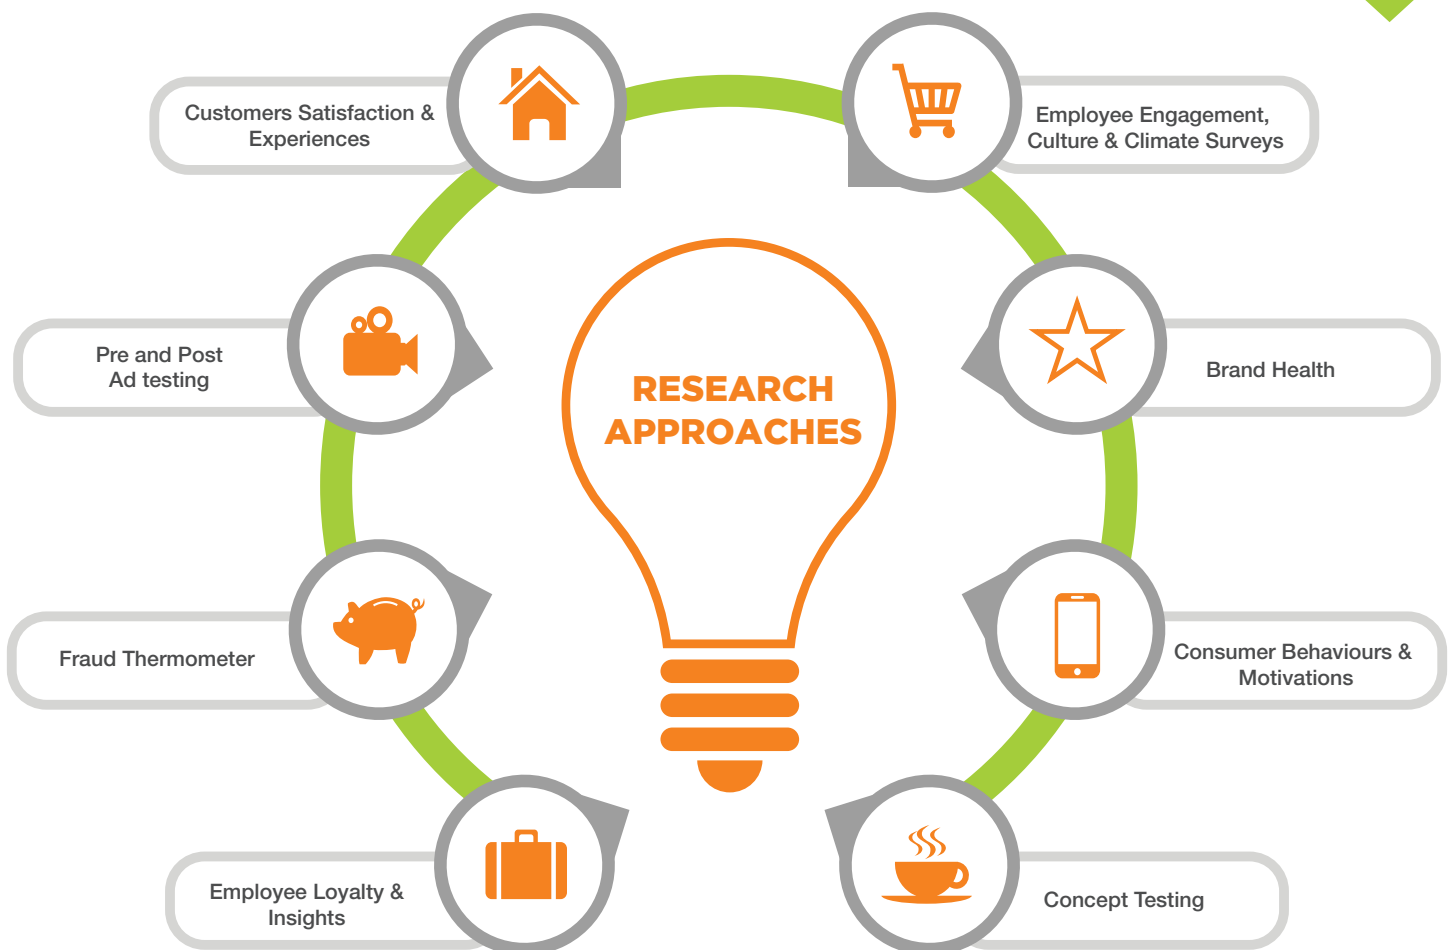 Customers Satisfaction &
Experiences
Employee Engagement,
Culture & Climate Surveys
Pre and Post
Ad testing
RESEARCH
APPROACHES
Brand Health
Fraud Thermometer
Consumer Behaviours &
Motivations
Employee Loyalty &
Insights
Concept Testing